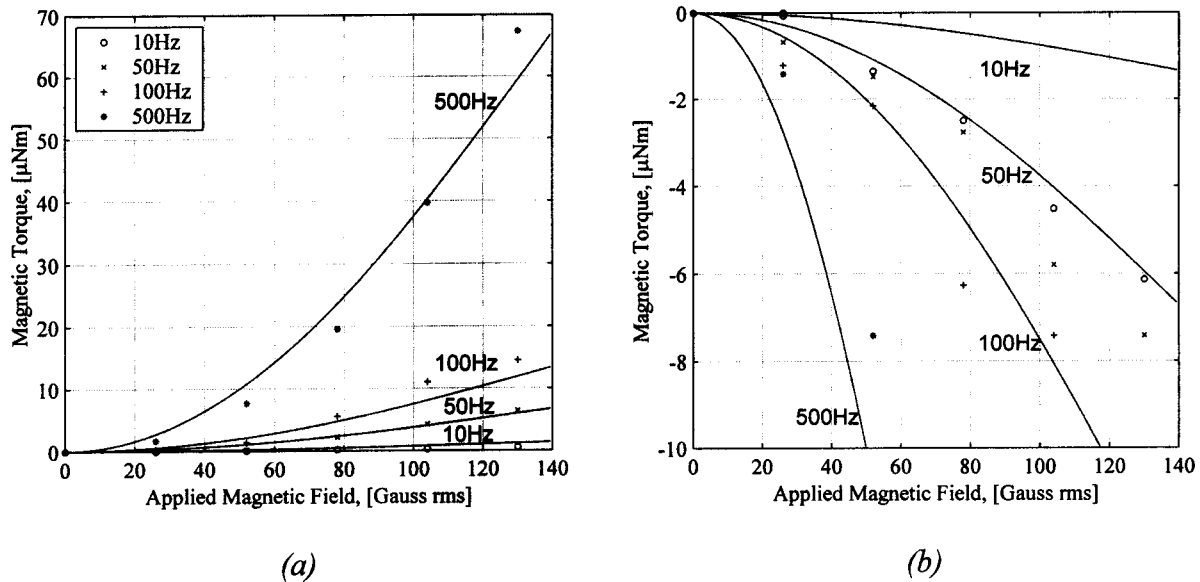 70
60
50
40
30
20
10
0
Magnetic Torque, [µNm]
10Hz
50Hz
100Hz
500Hz
500Hz
100Hz
50Hz
10Hz
0 20 40 60 80 100 120 140
Applied Magnetic Field, [Gauss rms]
(a)
0
-2
-4
-6
-8
-10
Magnetic Torque, [µNm]
10Hz
50Hz
100Hz
500Hz
0 20 40 60 80 100 120 140
Applied Magnetic Field, [Gauss rms]
(b)